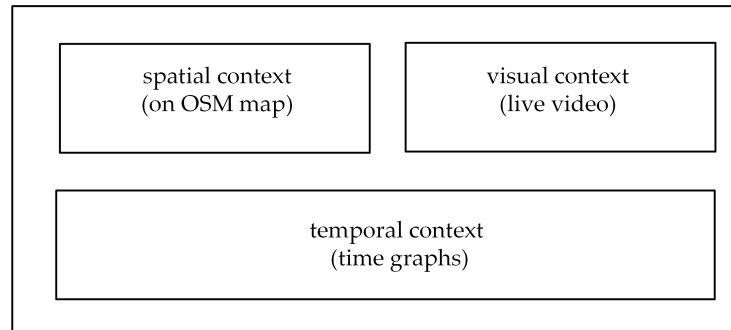 spatial context
(on OSM map)
visual context
(live video)
temporal context
(time graphs)